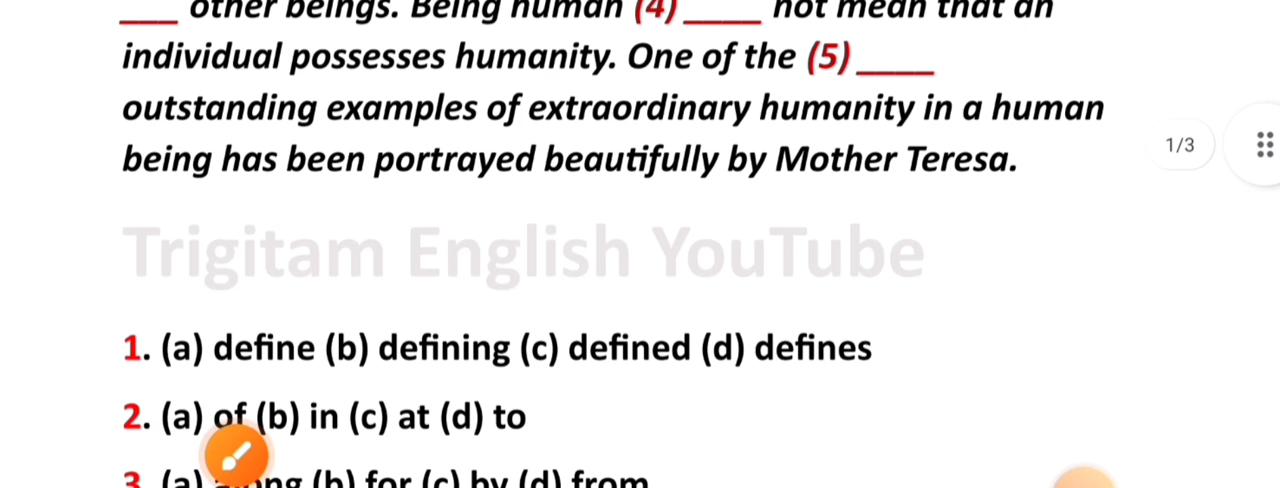 ____ other beings. Being human (4) ____ not mean that an
individual possesses humanity. One of the (5) ____
outstanding examples of extraordinary humanity in a human
being has been portrayed beautifully by Mother Teresa.
1/3
Trigitam English YouTube
1. (a) define (b) defining (c) defined (d) defines
2. (a) of (b) in (c) at (d) to
3. (a) (b) for (c) by (d) from